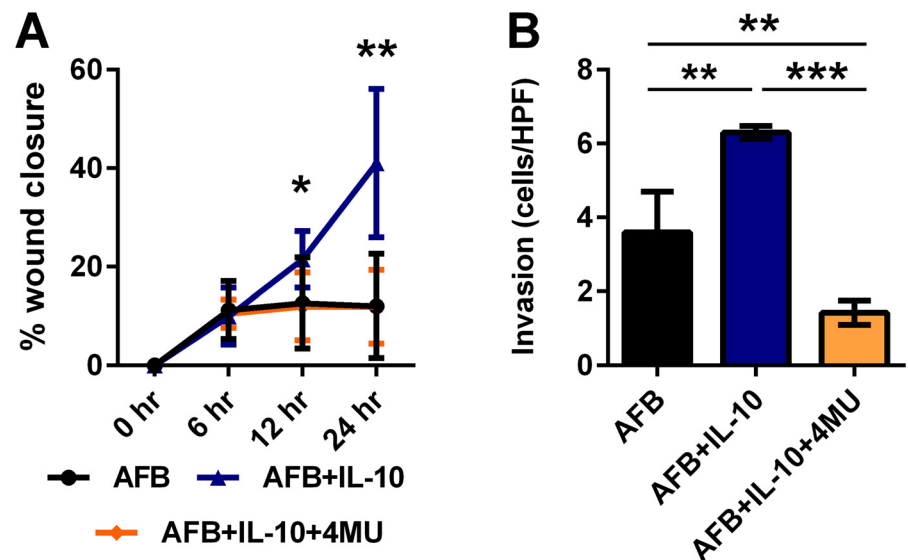 A
% wound closure
60
40
20
0
*
**
0 hr
6 hr
12 hr
24 hr
AFB
AFB+IL-10
AFB+IL-10+4MU
B
Invasion (cells/HPF)
8
6
4
2
0
**
**
***
AFB
AFB+IL-10
AFB+IL-10+4MU